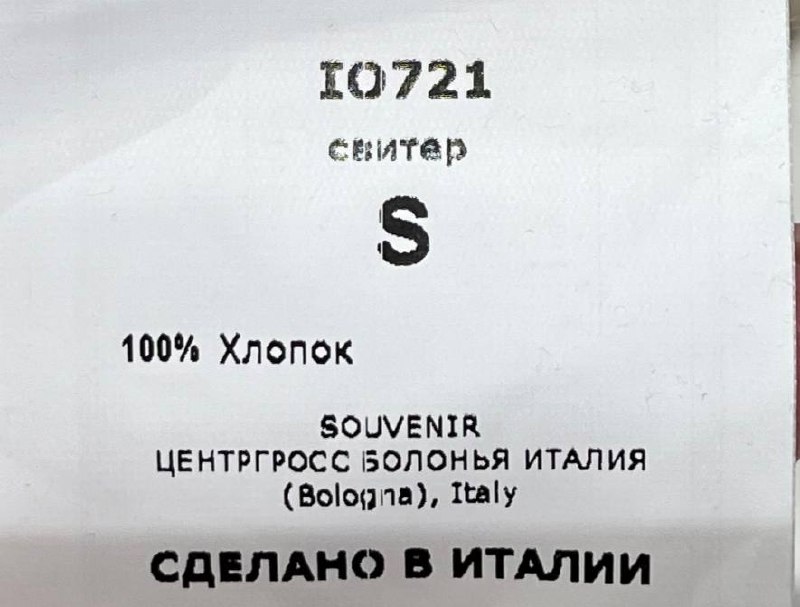 IO721
свитер
S
100% Хлопок
SOUVENIR
ЦЕНТРГРОСС БОЛОНЬЯ ИТАЛИЯ
(Bologna), Italy
СДЕЛАНО В ИТАЛИИ